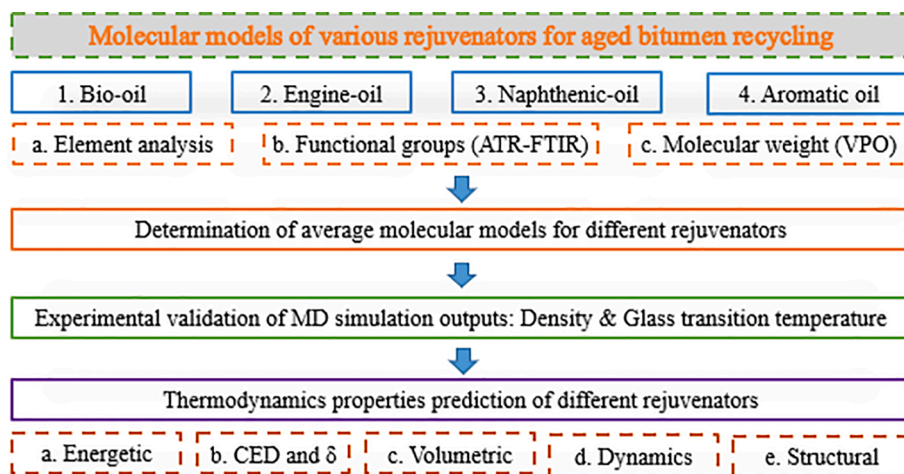 Molecular models of various rejuvenators for aged bitumen recycling
1. Bio-oil 2. Engine-oil 3. Naphthenic-oil 4. Aromatic oil
a. Element analysis b. Functional groups (ATR-FTIR) c. Molecular weight (VPO)
Determination of average molecular models for different rejuvenators
Experimental validation of MD simulation outputs: Density & Glass transition temperature
Thermodynamics properties prediction of different rejuvenators
a. Energetic b. CED and δ c. Volumetric d. Dynamics e. Structural